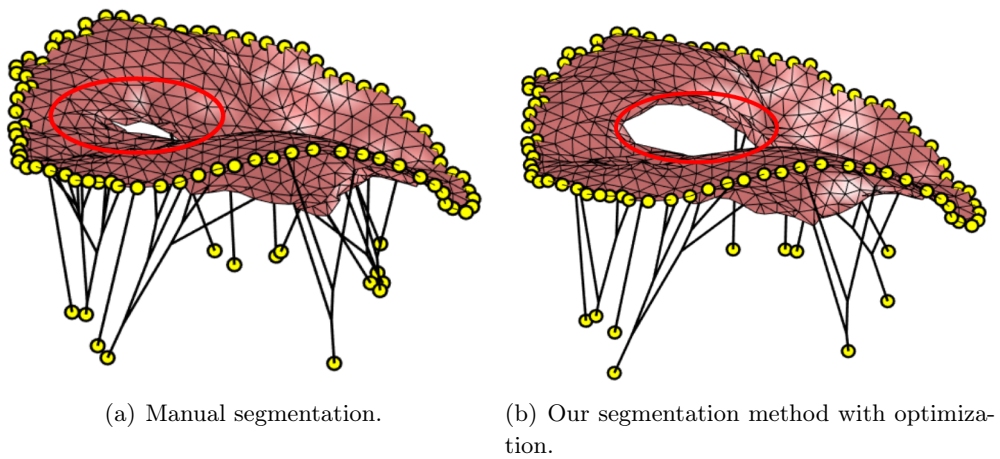 (a) Manual segmentation.
(b) Our segmentation method with optimiza-
tion.